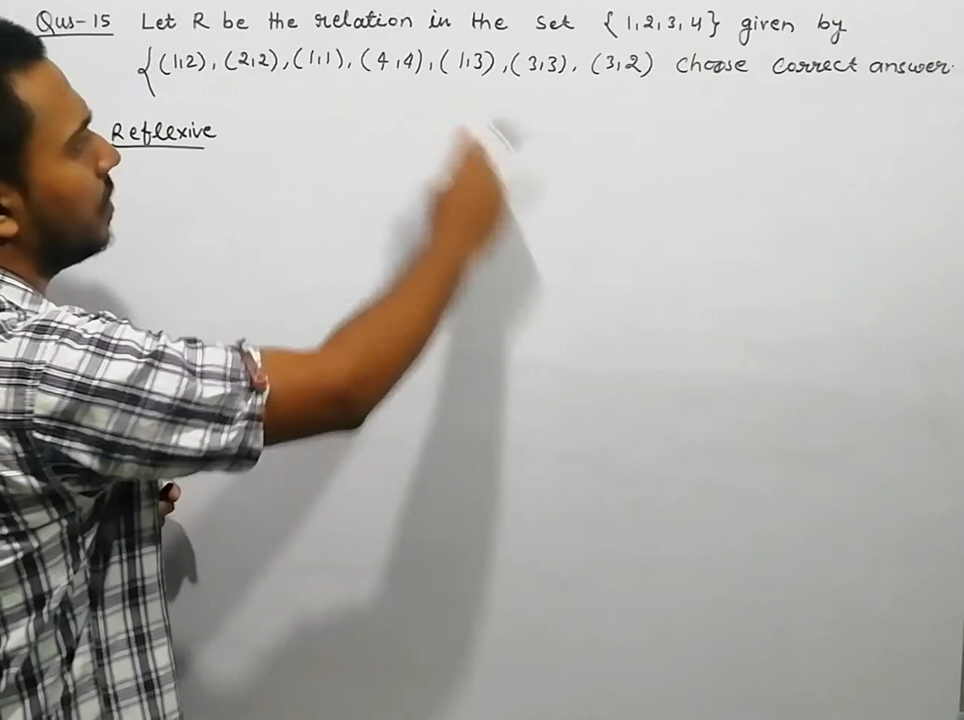 Qus-15 Let R be the relation in the set {1,2,3,4} given by
{(1,2), (2,2), (1,1), (4,4), (1,3), (3,3), (3,2) choose correct answer.
Reflexive